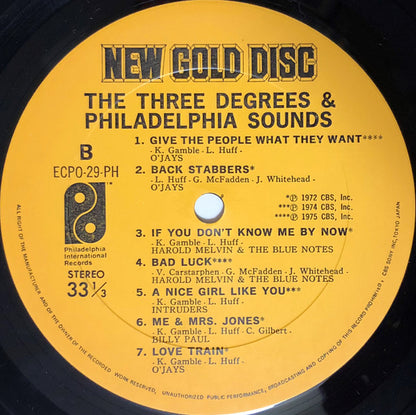 NEW GOLD DISC
THE THREE DEGREES &
PHILADELPHIA SOUNDS
B
ECPO-29-PH
Philadelphia
International
Records
STEREO
33 1/3
1. GIVE THE PEOPLE WHAT THEY WANT****
- K. Gamble - L. Huff -
O'JAYS
2. BACK STABBERS*
- L. Huff - G. McFadden - J. Whitehead -
O'JAYS
*Ⓟ 1972 CBS, Inc.
***Ⓟ 1974 CBS, Inc.
****Ⓟ 1975 CBS, Inc.
3. IF YOU DON'T KNOW ME BY NOW*
- K. Gamble - L. Huff -
HAROLD MELVIN & THE BLUE NOTES
4. BAD LUCK****
- V. Carstarphen - G. McFadden - J. Whitehead -
HAROLD MELVIN & THE BLUE NOTES
5. A NICE GIRL LIKE YOU***
- K. Gamble - L. Huff -
INTRUDERS
6. ME & MRS. JONES*
- K. Gamble - L. Huff - C. Gilbert -
BILLY PAUL
7. LOVE TRAIN*
- K. Gamble - L. Huff -
O'JAYS
ALL RIGHT OF THE MANUFACTURER AND OF THE OWNER OF THE RECORDED WORK RESERVED, UNAUTHORIZED PUBLIC PERFORMANCE, BROADCASTING AND COPYING OF THIS RECORD PROHIBITED, CBS SONY INC. TOKYO JAPAN